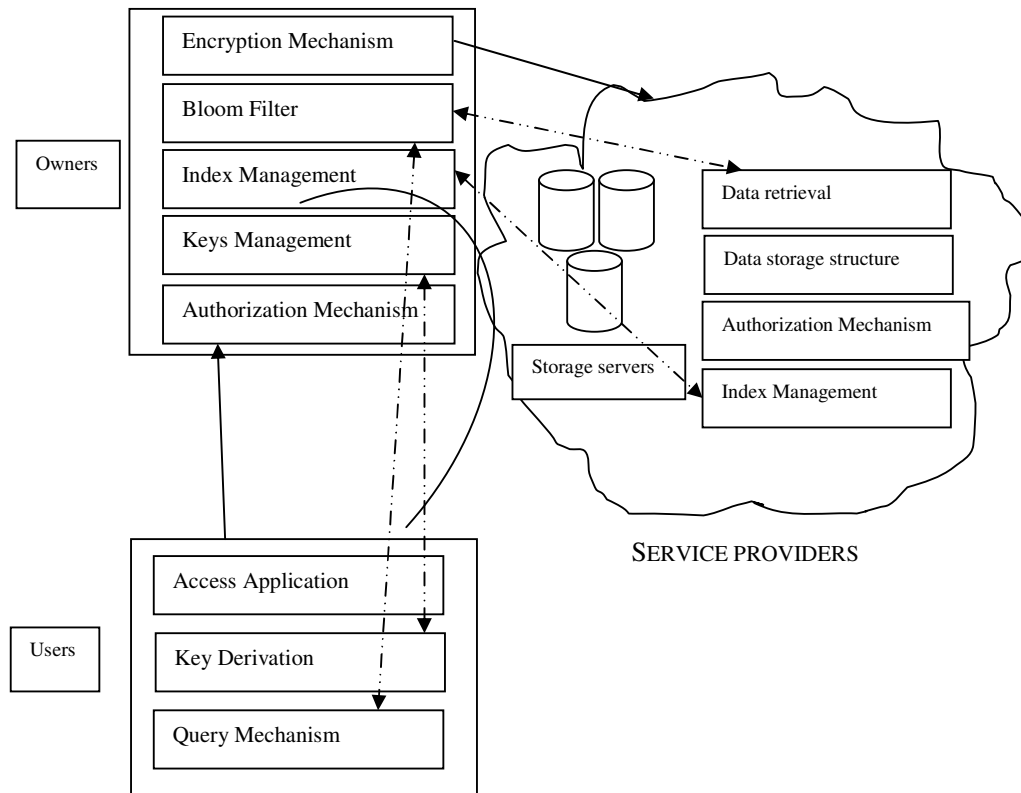 Encryption Mechanism
Bloom Filter
Owners
Index Management
Keys Management
Authorization Mechanism
Data retrieval
Data storage structure
Authorization Mechanism
Index Management
Storage servers
SERVICE PROVIDERS
Access Application
Users
Key Derivation
Query Mechanism